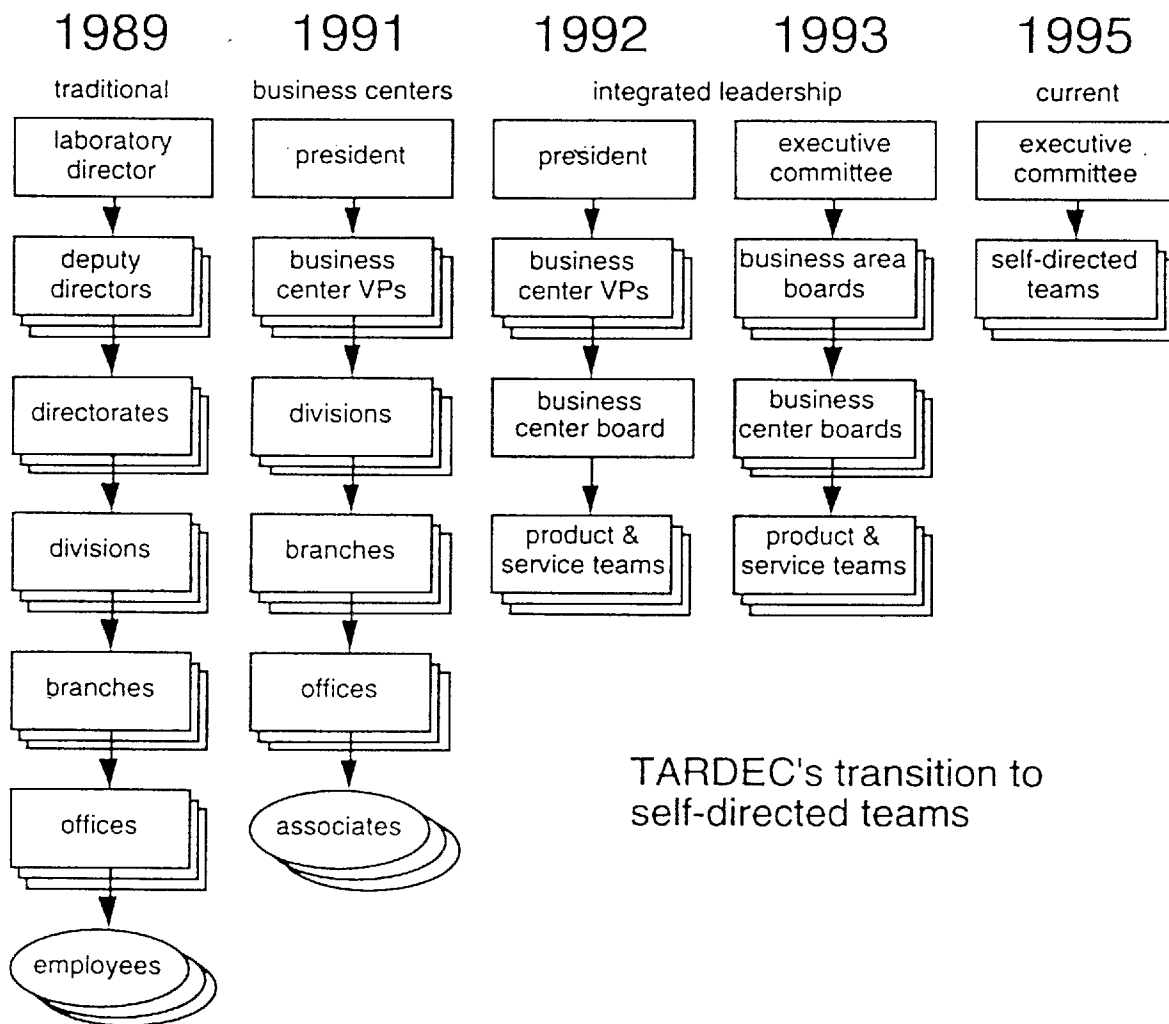 1989
traditional
laboratory
director
deputy
directors
directorates
divisions
branches
offices
employees
1991
business centers
president
business
center VPs
divisions
branches
offices
associates
1992
1993
integrated leadership
president
business
center VPs
business
center board
product &
service teams
executive
committee
business area
boards
business
center boards
product &
service teams
1995
current
executive
committee
self-directed
teams
TARDEC's transition to
self-directed teams